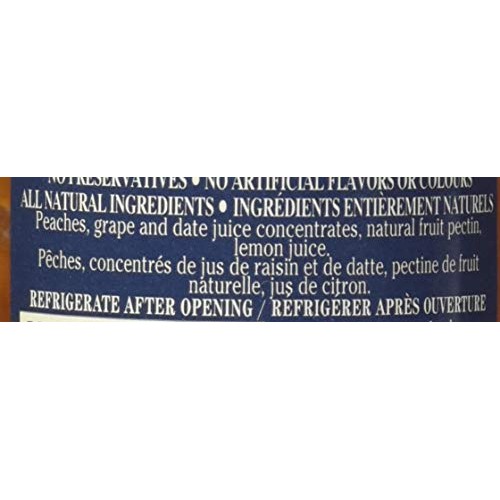 NO PRESERVATIVES • NO ARTIFICIAL FLAVORS OR COLOURS
ALL NATURAL INGREDIENTS • INGRÉDIENTS ENTIÈREMENT NATURELS
Peaches, grape and date juice concentrates, natural fruit pectin,
lemon juice.
Pêches, concentrés de jus de raisin et de datte, pectine de fruit
naturelle, jus de citron.
REFRIGERATE AFTER OPENING / REFRIGERER APRÈS OUVERTURE